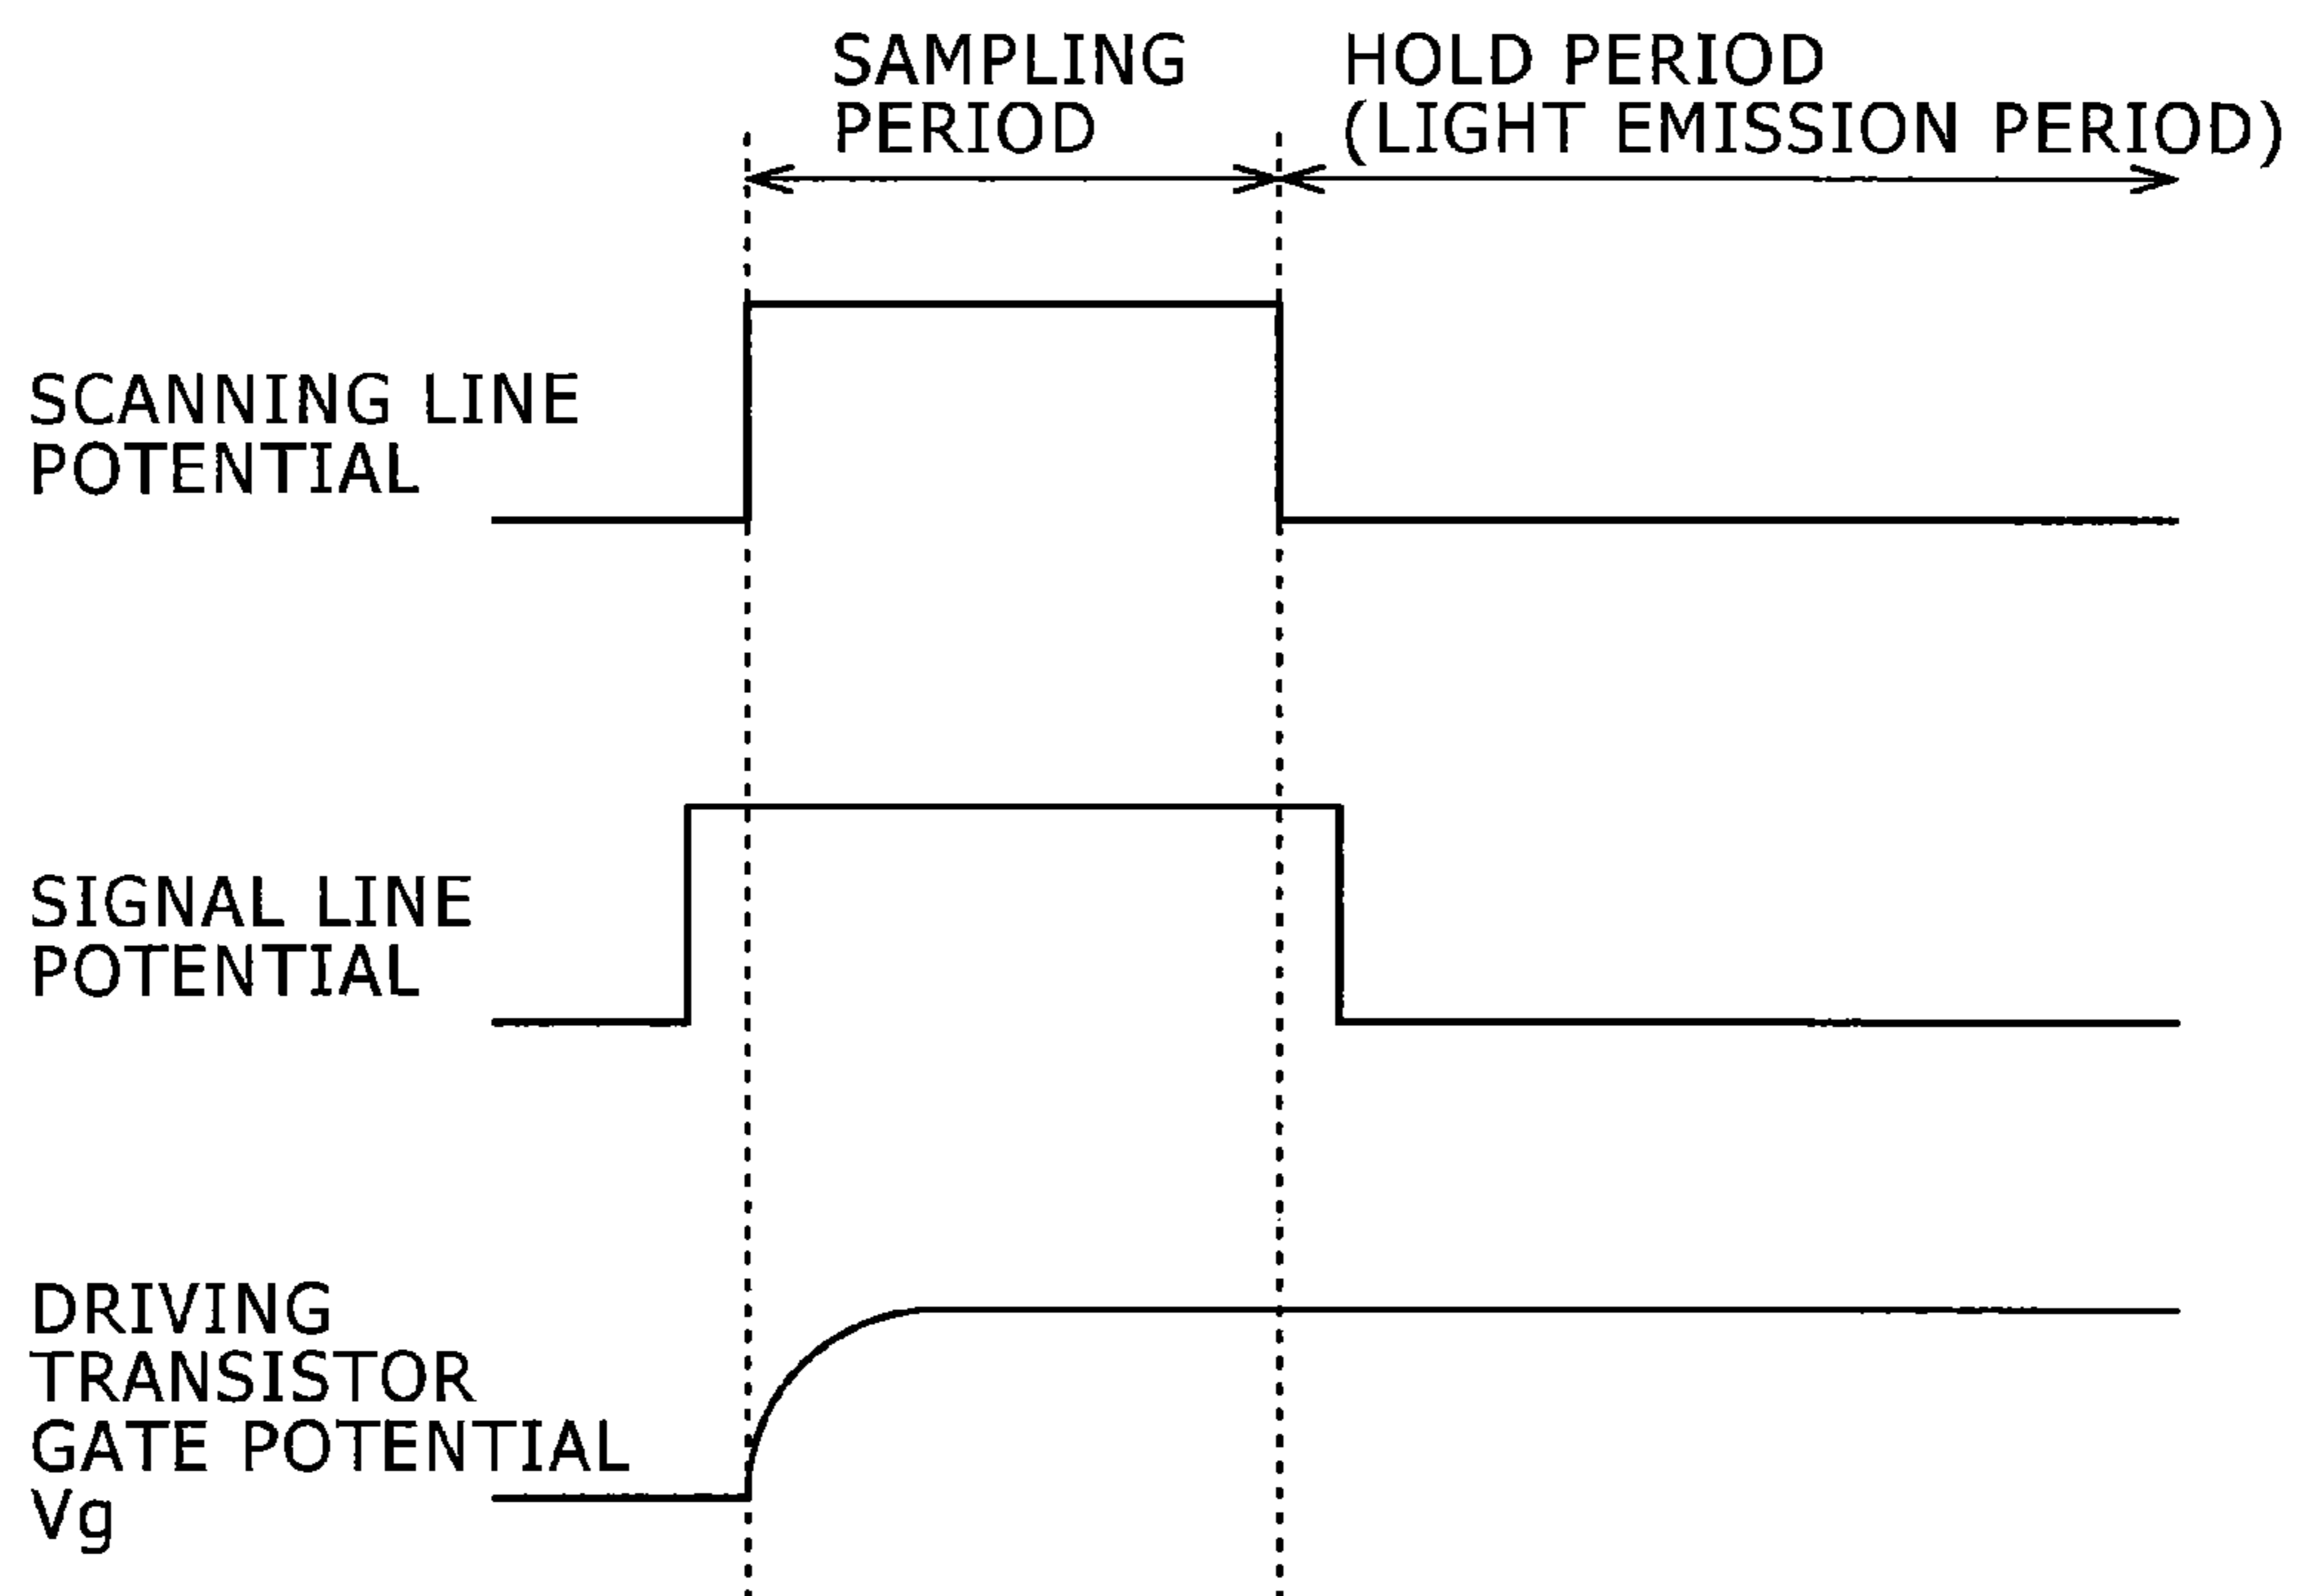 SAMPLING
PERIOD
HOLD PERIOD
(LIGHT EMISSION PERIOD)
SCANNING LINE
POTENTIAL
SIGNAL LINE
POTENTIAL
DRIVING
TRANSISTOR
GATE POTENTIAL
Vg